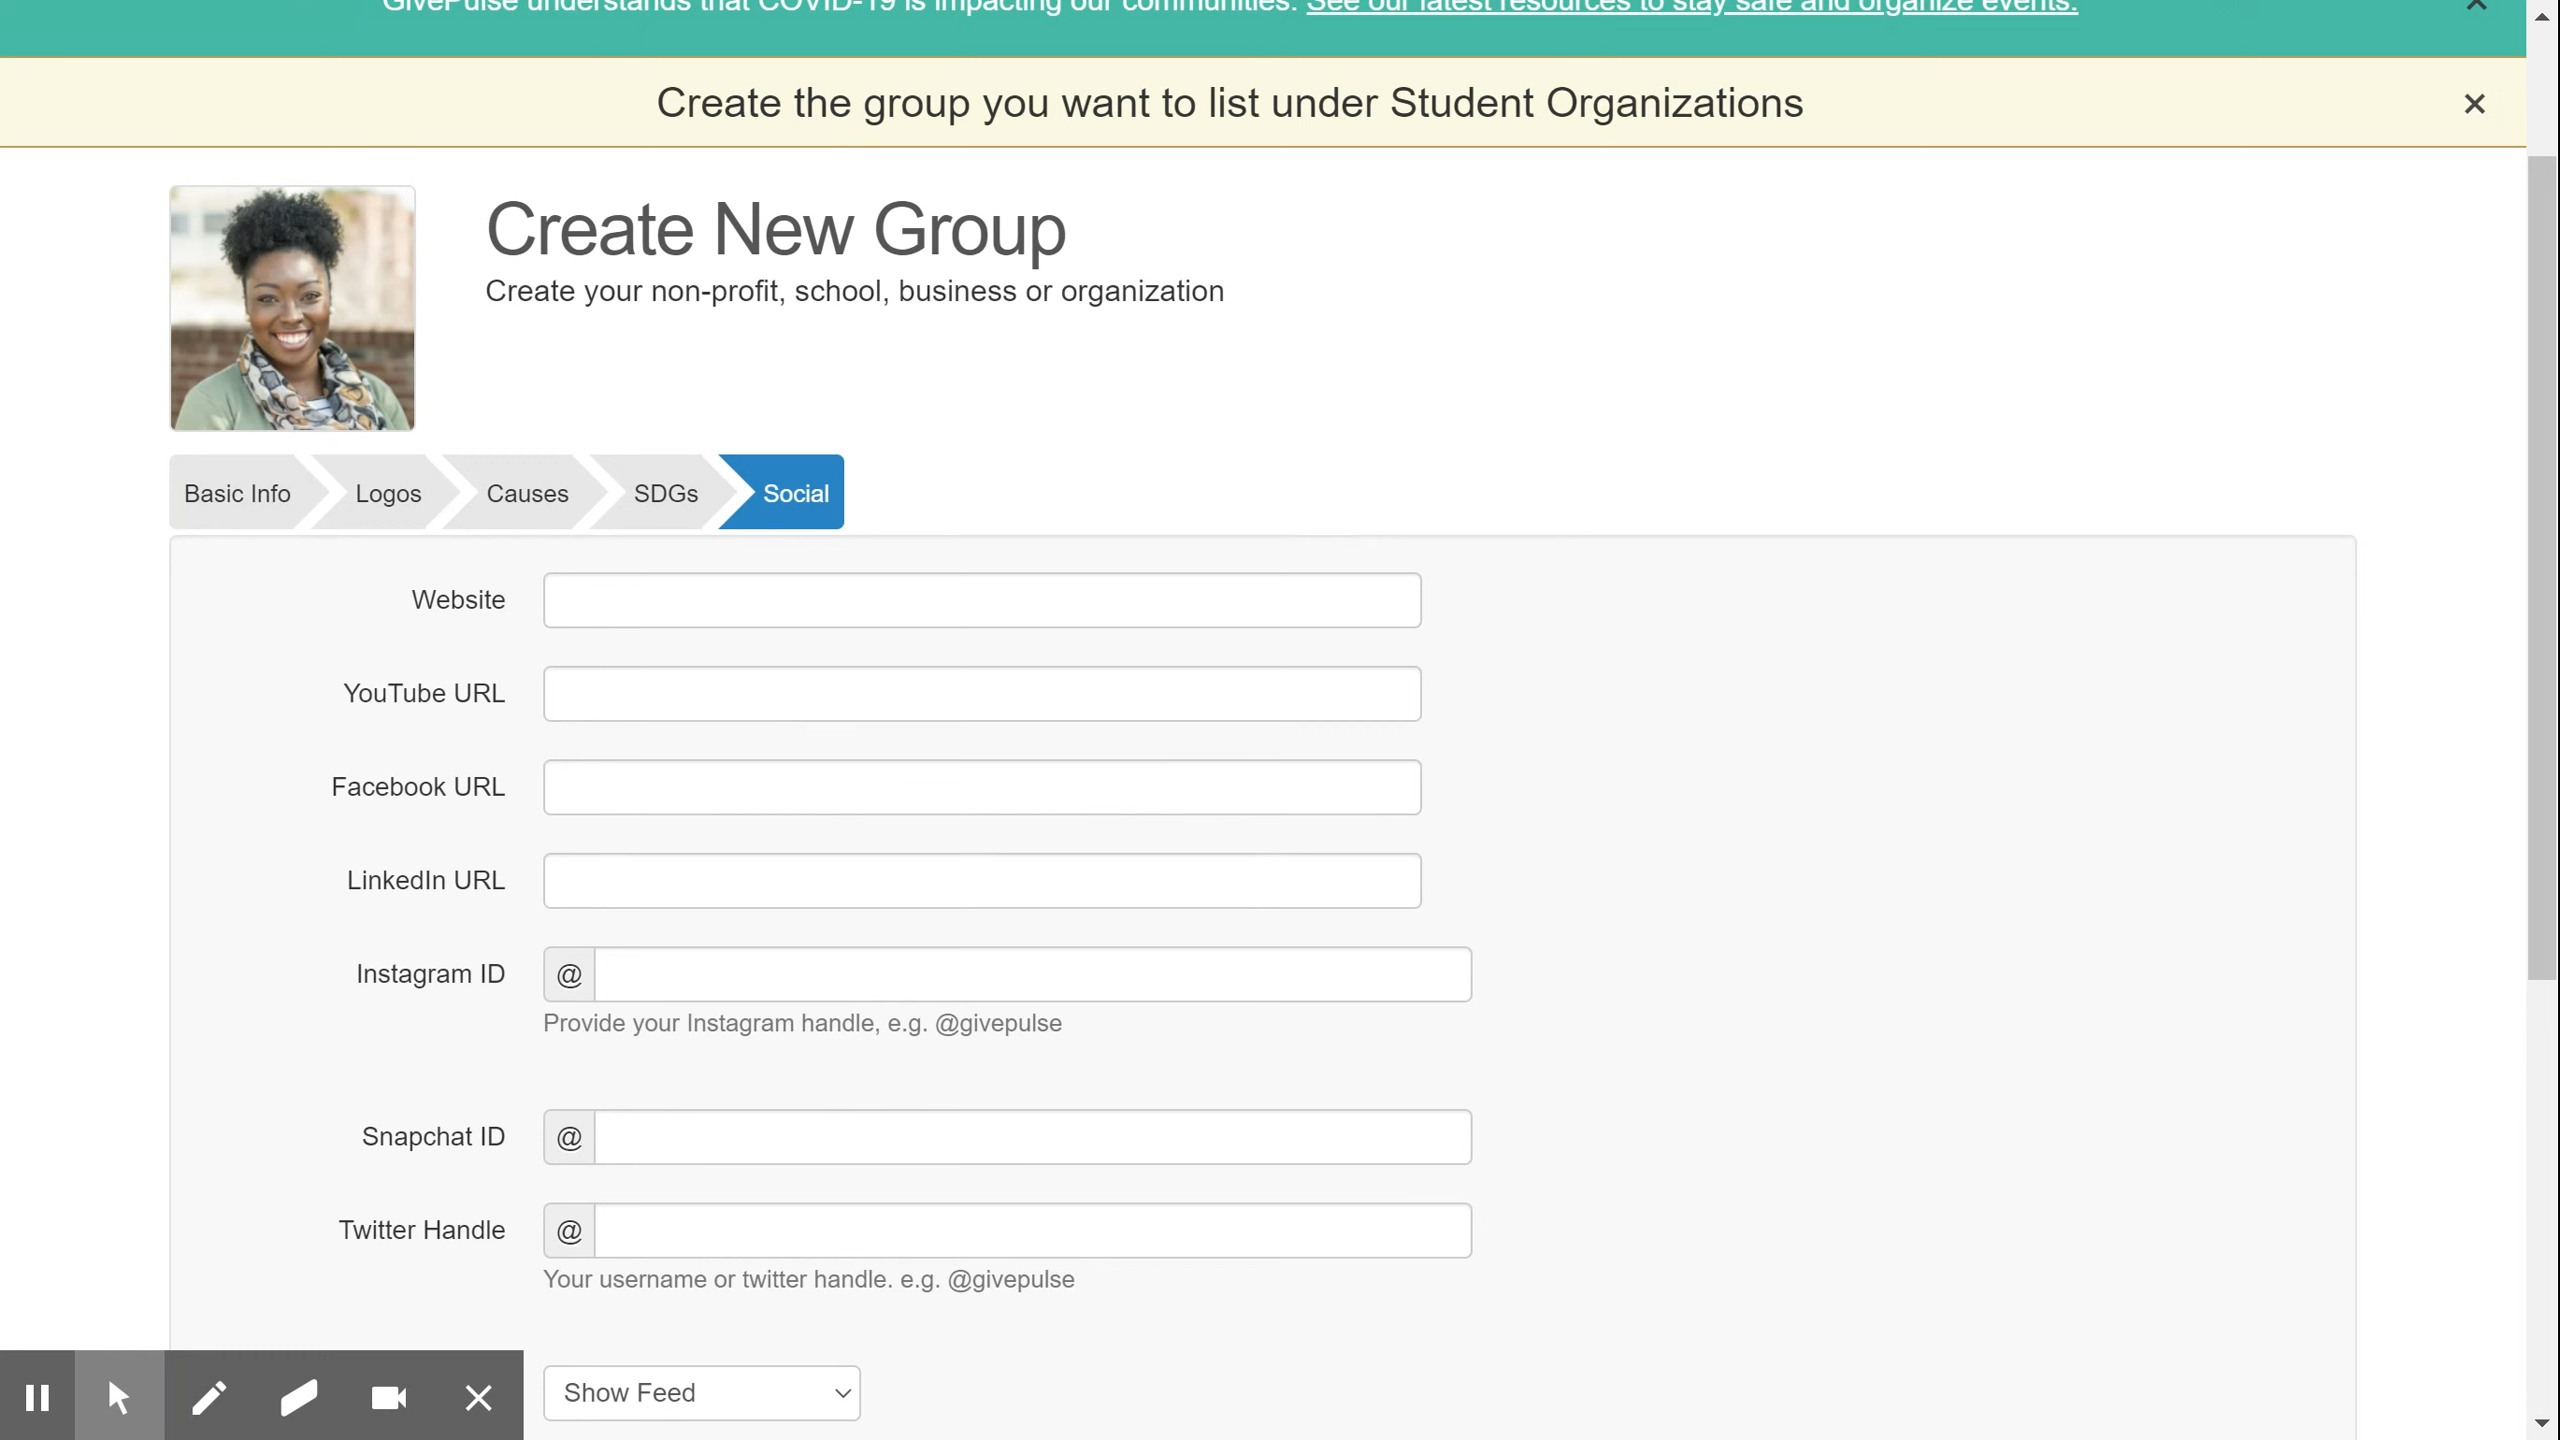 GivePulse understands that COVID-19 is impacting our communities. See our latest resources to stay safe and organize events.
Create the group you want to list under Student Organizations
Create New Group
Create your non-profit, school, business or organization
Basic Info
Logos
Causes
SDGs
Social
Website
YouTube URL
Facebook URL
LinkedIn URL
Instagram ID @
Provide your Instagram handle, e.g. @givepulse
Snapchat ID @
Twitter Handle @
Your username or twitter handle. e.g. @givepulse
Show Feed